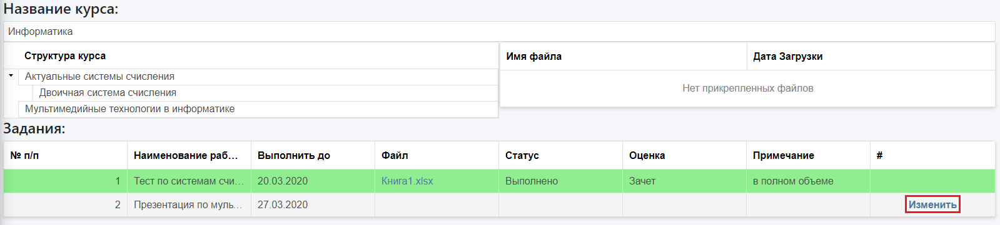 Название курса:
Информатика
Структура курса
Имя файла
Дата Загрузки
Актуальные системы счисления
Двоичная система счисления
Мультимедийные технологии в информатике
Нет прикрепленных файлов
Задания:
№ п/п Наименование раб… Выполнить до Файл Статус Оценка Примечание #
1 Тест по системам счи… 20.03.2020 Книга1.xlsx Выполнено Зачет в полном объеме
2 Презентация по муль… 27.03.2020 Изменить